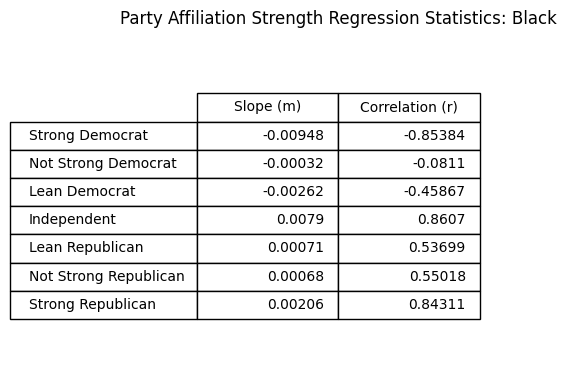 Party Affiliation Strength Regression Statistics: Black
Slope (m) Correlation (r)
Strong Democrat -0.00948 -0.85384
Not Strong Democrat -0.00032 -0.0811
Lean Democrat -0.00262 -0.45867
Independent 0.0079 0.8607
Lean Republican 0.00071 0.53699
Not Strong Republican 0.00068 0.55018
Strong Republican 0.00206 0.84311